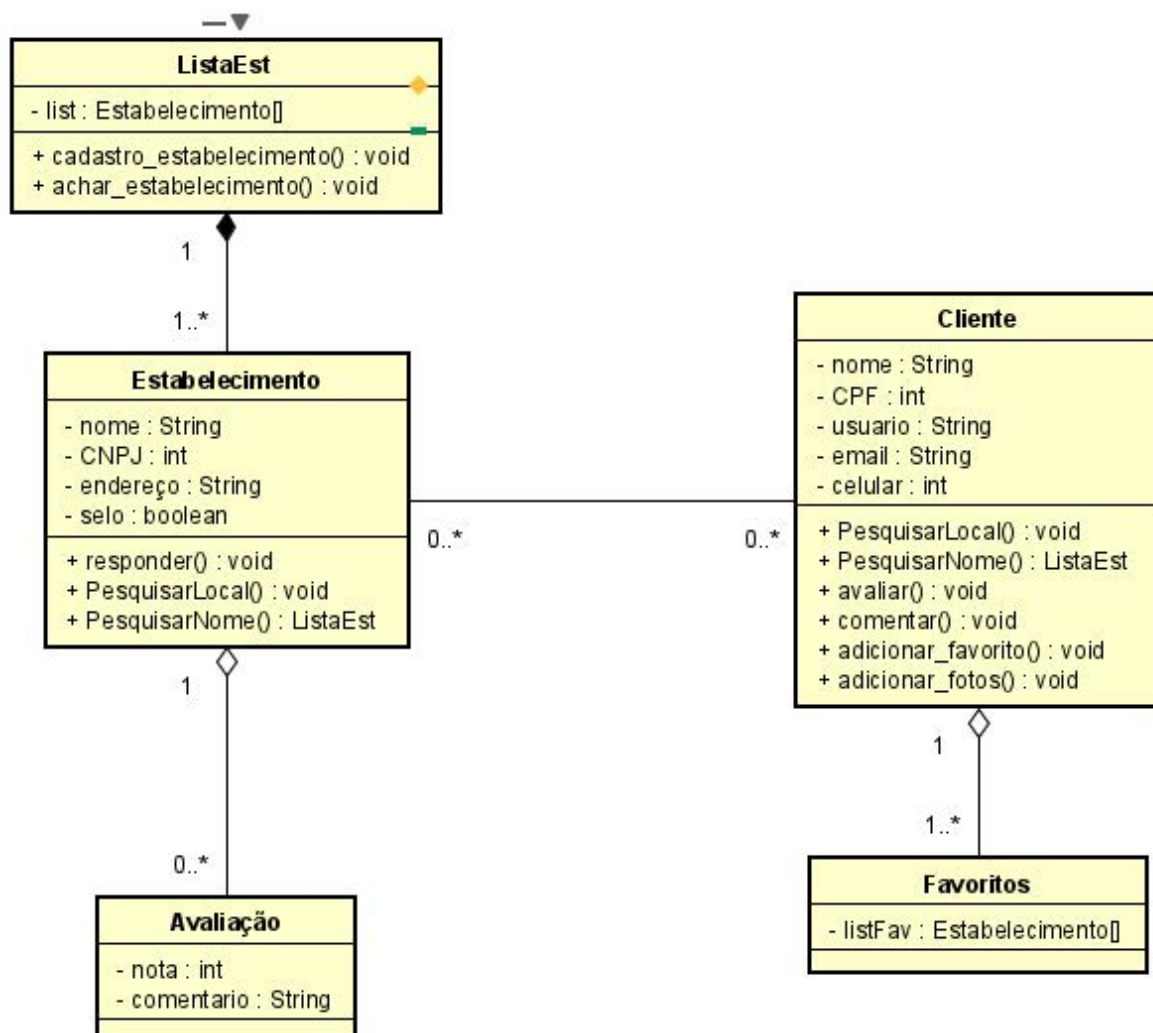 ListaEst
- list : Estabelecimento[]
+ cadastro_estabelecimento() : void
+ achar_estabelecimento() : void
1
1..*
Estabelecimento
- nome : String
- CNPJ : int
- endereço : String
- selo : boolean
+ responder() : void
+ PesquisarLocal() : void
+ PesquisarNome() : ListaEst
0..*
0..*
Cliente
- nome : String
- CPF : int
- usuario : String
- email : String
- celular : int
+ PesquisarLocal() : void
+ PesquisarNome() : ListaEst
+ avaliar() : void
+ comentar() : void
+ adicionar_favorito() : void
+ adicionar_fotos() : void
1
0..*
Avaliação
- nota : int
- comentario : String
1
1..*
Favoritos
- listFav : Estabelecimento[]